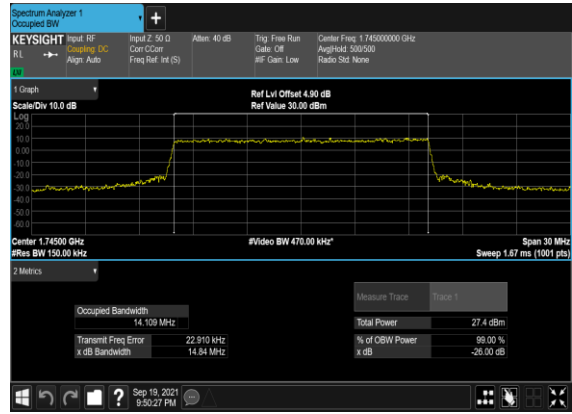 Spectrum Analyzer 1
Occupied BW
+
KEYSIGHT Input: RF Input Z: 50 Ω Atten: 40 dB Trig: Free Run Center Freq: 1.745000000 GHz
RL Coupling: DC Corr CCorr Gate: Off Avg|Hold: 500/500
Align: Auto Freq Ref: Int (S) #IF Gain: Low Radio Std: None
LW
1 Graph
Ref Lvl Offset 4.90 dB
Scale/Div 10.0 dB Ref Value 30.00 dBm
Log
20.0
10.0
0.00
-10.0
-20.0
-30.0
-40.0
-50.0
-60.0
Center 1.74500 GHz #Video BW 470.00 kHz* Span 30 MHz
#Res BW 150.00 kHz Sweep 1.67 ms (1001 pts)
2 Metrics
Measure Trace Trace 1
Occupied Bandwidth
14.109 MHz Total Power 27.4 dBm
Transmit Freq Error 22.910 kHz % of OBW Power 99.00 %
x dB Bandwidth 14.84 MHz x dB -26.00 dB
? Sep 19, 2021
9:50:27 PM